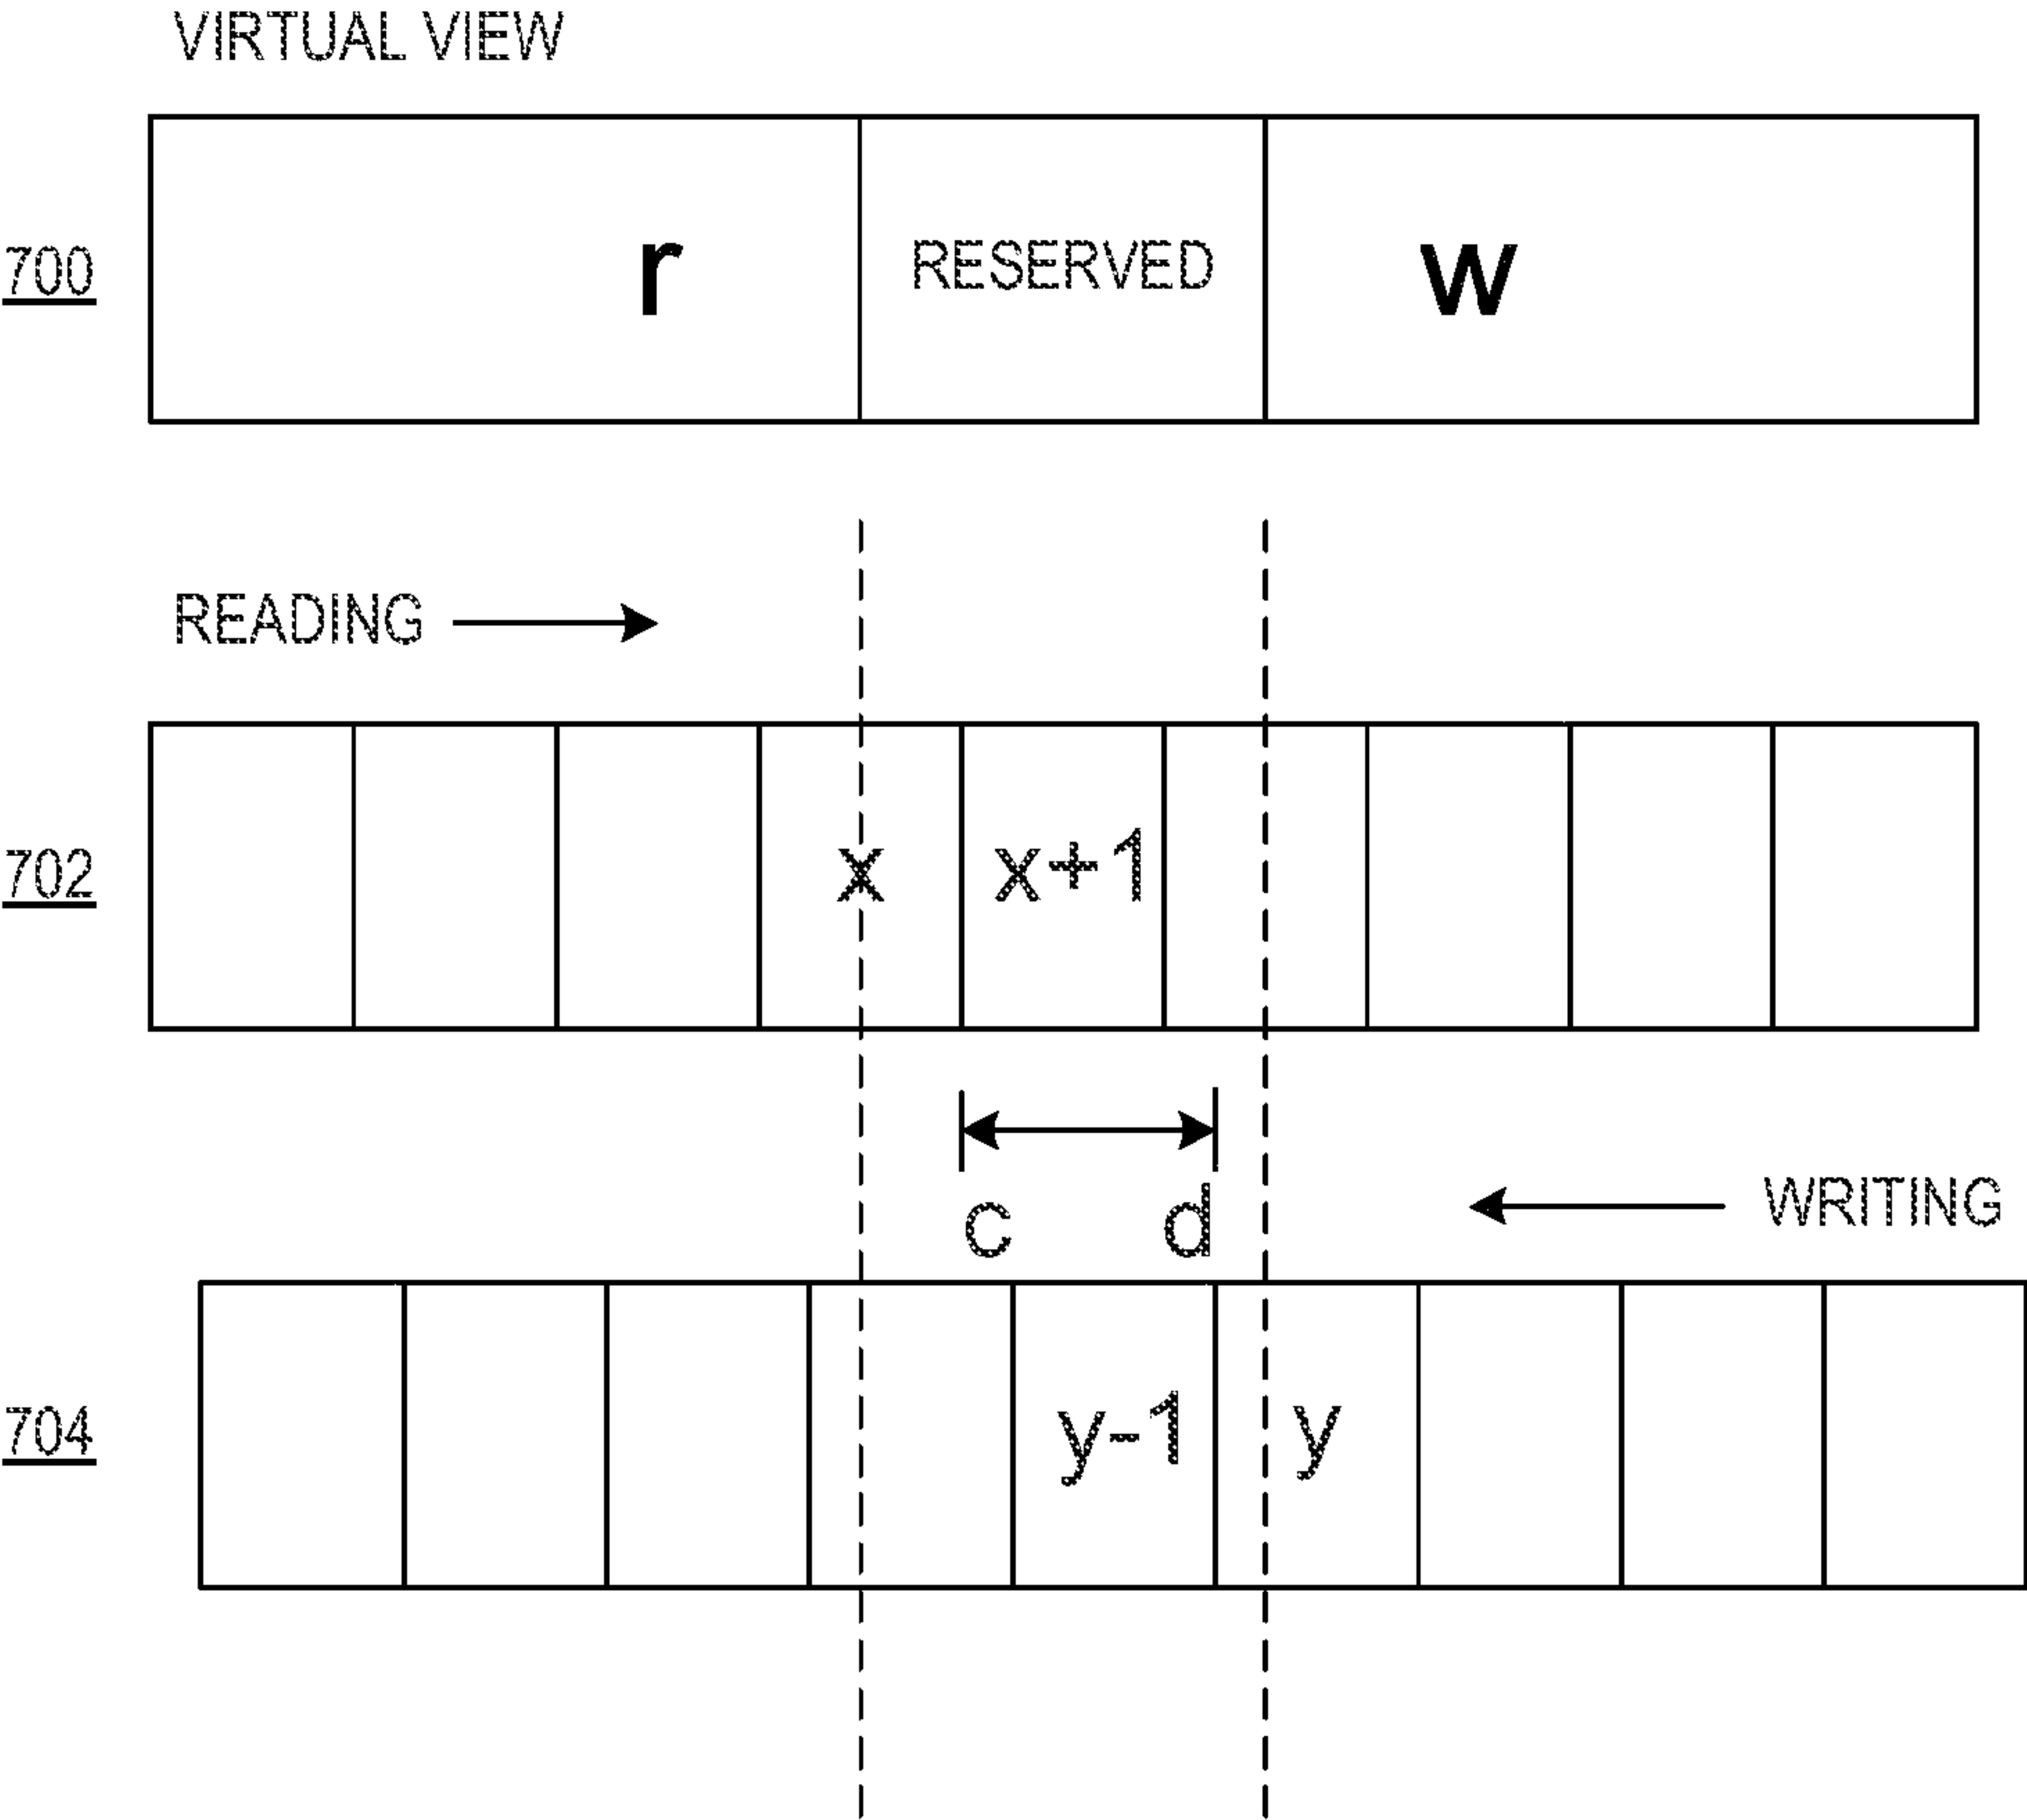 VIRTUAL VIEW
700 r RESERVED w
READING
702 x x+1
c d
WRITING
704 y-1 y